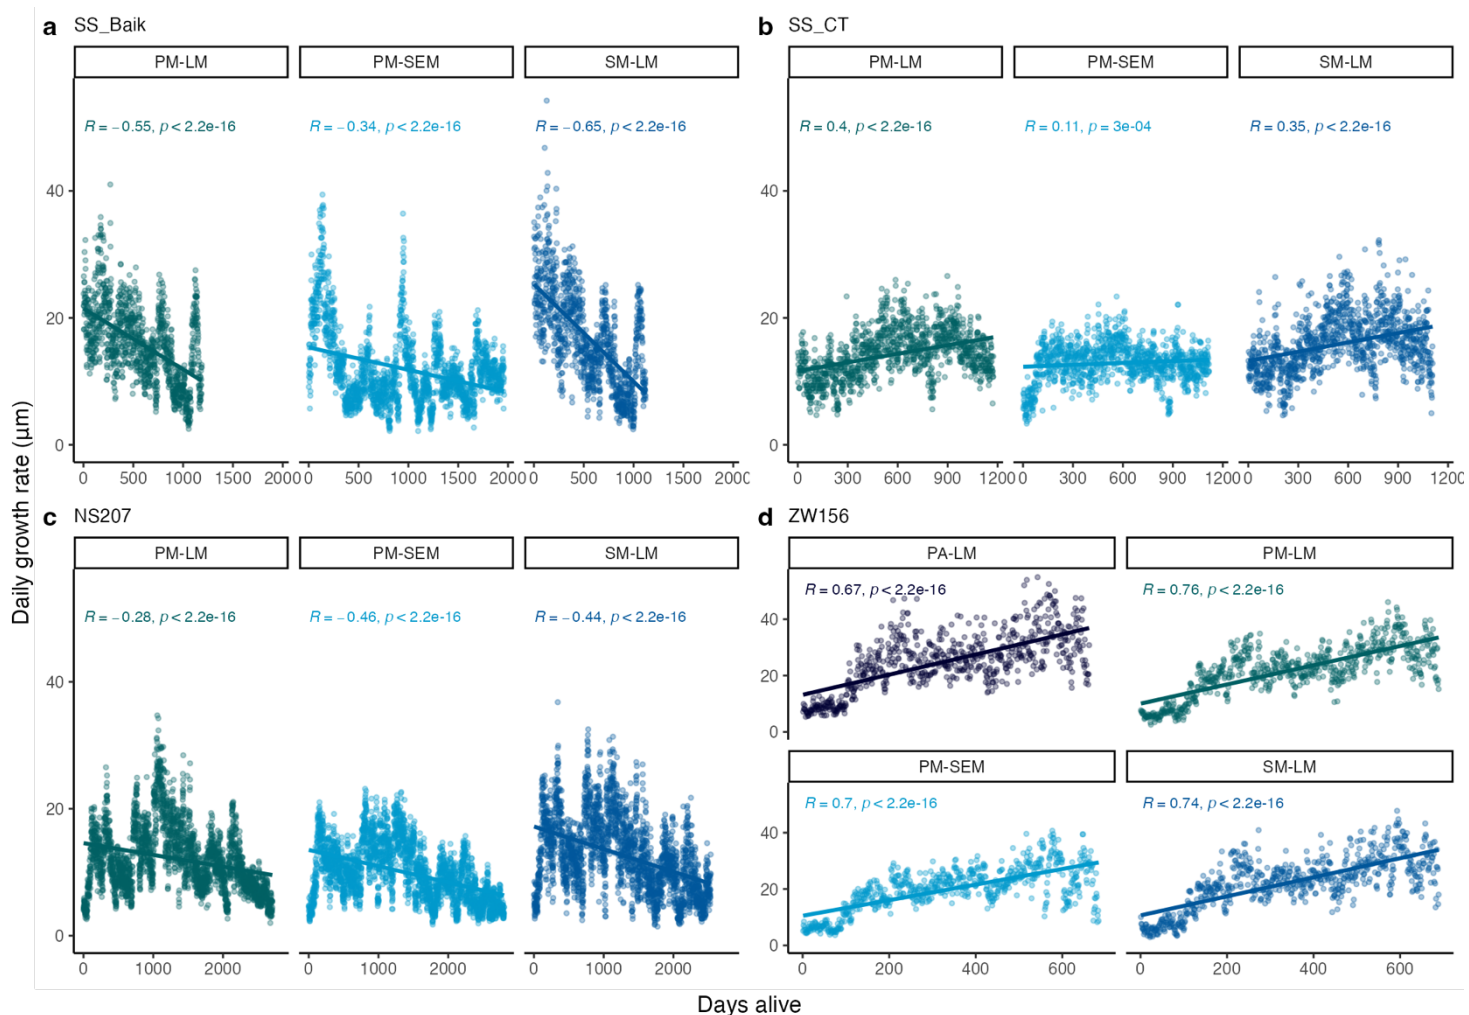 a SS_Baik
PM-LM PM-SEM SM-LM
R = −0.55, p < 2.2e-16 R = −0.34, p < 2.2e-16 R = −0.65, p < 2.2e-16
40
20
0
0 500 1000 1500 2000 0 500 1000 1500 2000 0 500 1000 1500 2000
b SS_CT
PM-LM PM-SEM SM-LM
R = 0.4, p < 2.2e-16 R = 0.11, p = 3e-04 R = 0.35, p < 2.2e-16
40
20
0
0 300 600 900 1200 0 300 600 900 1200 0 300 600 900 1200
c NS207
PM-LM PM-SEM SM-LM
R = −0.28, p < 2.2e-16 R = −0.46, p < 2.2e-16 R = −0.44, p < 2.2e-16
40
20
0
0 1000 2000 0 1000 2000 0 1000 2000
d ZW156
PA-LM PM-LM
R = 0.67, p < 2.2e-16 R = 0.76, p < 2.2e-16
40
20
0
PM-SEM SM-LM
R = 0.7, p < 2.2e-16 R = 0.74, p < 2.2e-16
40
20
0
0 200 400 600 0 200 400 600
Daily growth rate (μm)
Days alive